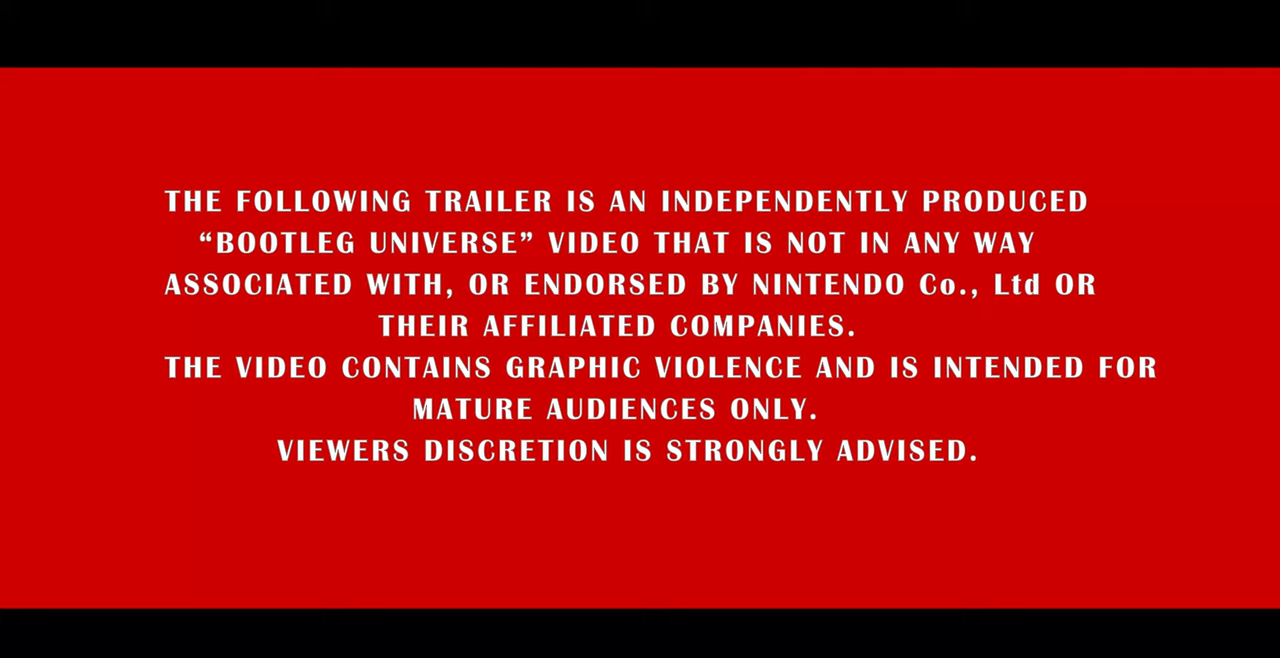 THE FOLLOWING TRAILER IS AN INDEPENDENTLY PRODUCED
“BOOTLEG UNIVERSE” VIDEO THAT IS NOT IN ANY WAY
ASSOCIATED WITH, OR ENDORSED BY NINTENDO Co., Ltd OR
THEIR AFFILIATED COMPANIES.
THE VIDEO CONTAINS GRAPHIC VIOLENCE AND IS INTENDED FOR
MATURE AUDIENCES ONLY.
VIEWERS DISCRETION IS STRONGLY ADVISED.